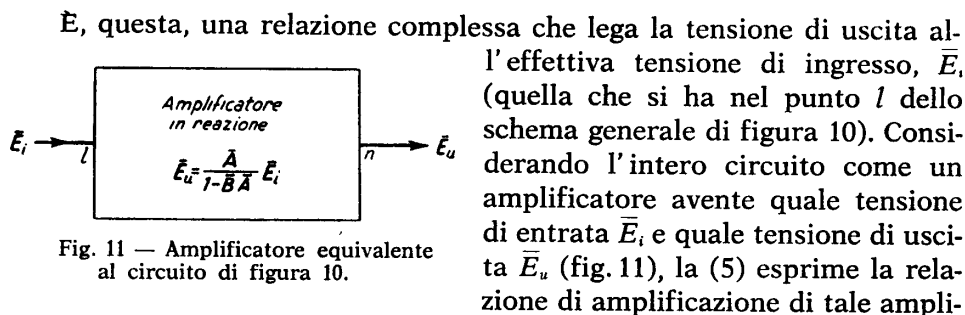 È, questa, una relazione complessa che lega la tensione di uscita al-
l'effettiva tensione di ingresso, Ēi
(quella che si ha nel punto l dello
schema generale di figura 10). Consi-
derando l'intero circuito come un
amplificatore avente quale tensione
di entrata Ēi e quale tensione di usci-
ta Ēu (fig. 11), la (5) esprime la rela-
zione di amplificazione di tale ampli-
Amplificatore
in reazione
Ēi l Ēu = Ā / (1-B̄ Ā) Ēi n Ēu
Fig. 11 — Amplificatore equivalente
al circuito di figura 10.